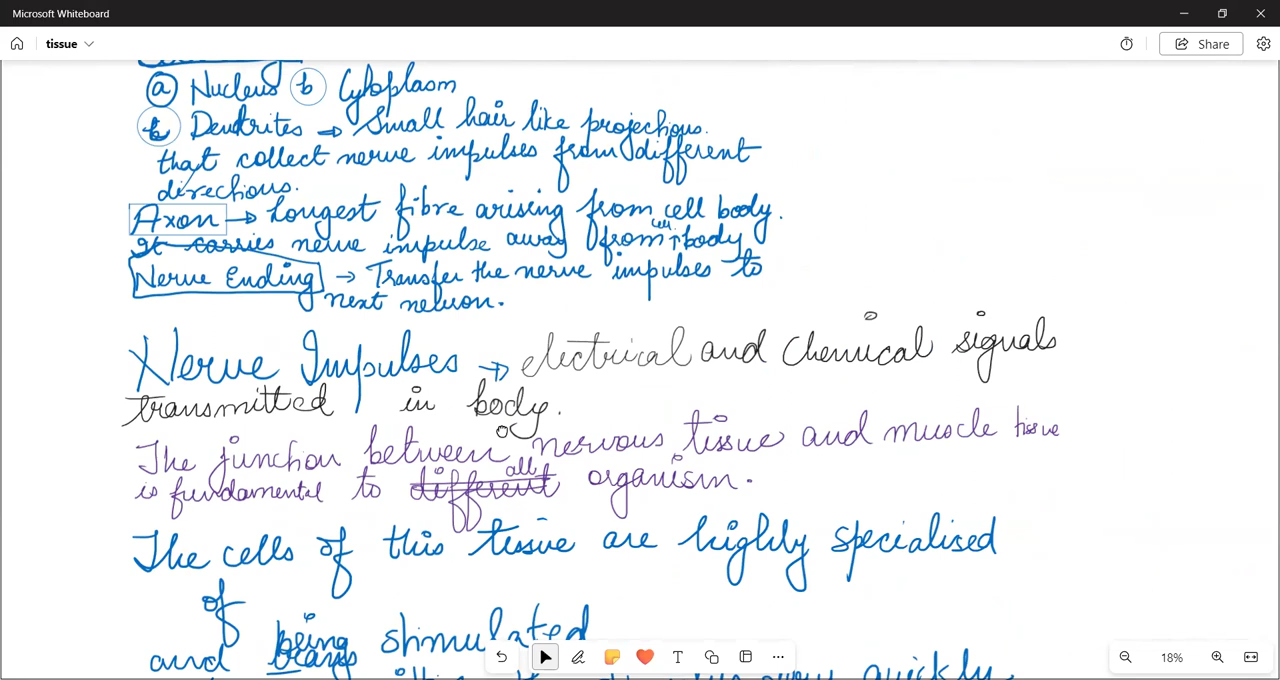 Microsoft Whiteboard
tissue
Share
a Nucleus b Cytoplasm
Dendrites → Small hair like projections.
that collect nerve impulses from different
directions.
Axon → Longest fibre arising from cell body.
It carries nerve impulse away from cell body
Nerve Ending → Transfer the nerve impulses to
next neuron.
Nerve Impulses → electrical and chemical signals
transmitted in body.
The junction between nervous tissue and muscle tissue
is fundamental to different all organism.
The cells of this tissue are highly specialised
of being stimulated
and quickly,
18%